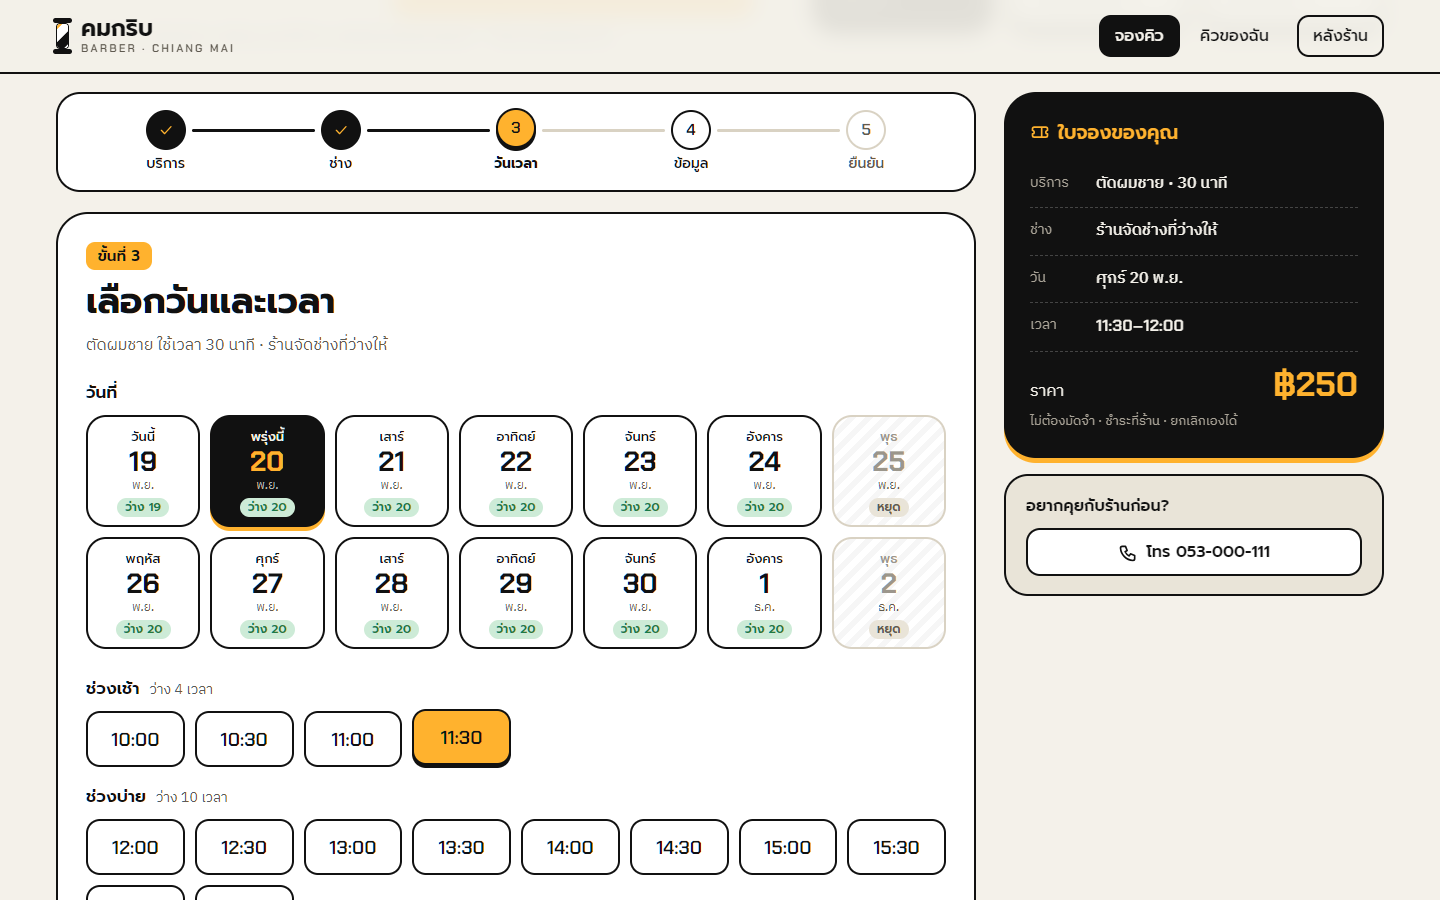 คมกริบ
BARBER · CHIANG MAI
จองคิว
คิวของฉัน
หลังร้าน
3
4
5
บริการ
ช่าง
วันเวลา
ข้อมูล
ยืนยัน
ขั้นที่ 3
เลือกวันและเวลา
ตัดผมชาย ใช้เวลา 30 นาที · ร้านจัดช่างที่ว่างให้
วันที่
วันนี้
19
พ.ย.
ว่าง 19
พรุ่งนี้
20
พ.ย.
ว่าง 20
เสาร์
21
พ.ย.
ว่าง 20
อาทิตย์
22
พ.ย.
ว่าง 20
จันทร์
23
พ.ย.
ว่าง 20
อังคาร
24
พ.ย.
ว่าง 20
พุธ
25
พ.ย.
หยุด
พฤหัส
26
พ.ย.
ว่าง 20
ศุกร์
27
พ.ย.
ว่าง 20
เสาร์
28
พ.ย.
ว่าง 20
อาทิตย์
29
พ.ย.
ว่าง 20
จันทร์
30
พ.ย.
ว่าง 20
อังคาร
1
ธ.ค.
ว่าง 20
พุธ
2
ธ.ค.
หยุด
ช่วงเช้า ว่าง 4 เวลา
10:00
10:30
11:00
11:30
ช่วงบ่าย ว่าง 10 เวลา
12:00
12:30
13:00
13:30
14:00
14:30
15:00
15:30
ใบจองของคุณ
บริการ ตัดผมชาย · 30 นาที
ช่าง ร้านจัดช่างที่ว่างให้
วัน ศุกร์ 20 พ.ย.
เวลา 11:30–12:00
ราคา ฿250
ไม่ต้องมัดจำ · ชำระที่ร้าน · ยกเลิกเองได้
อยากคุยกับร้านก่อน?
โทร 053-000-111